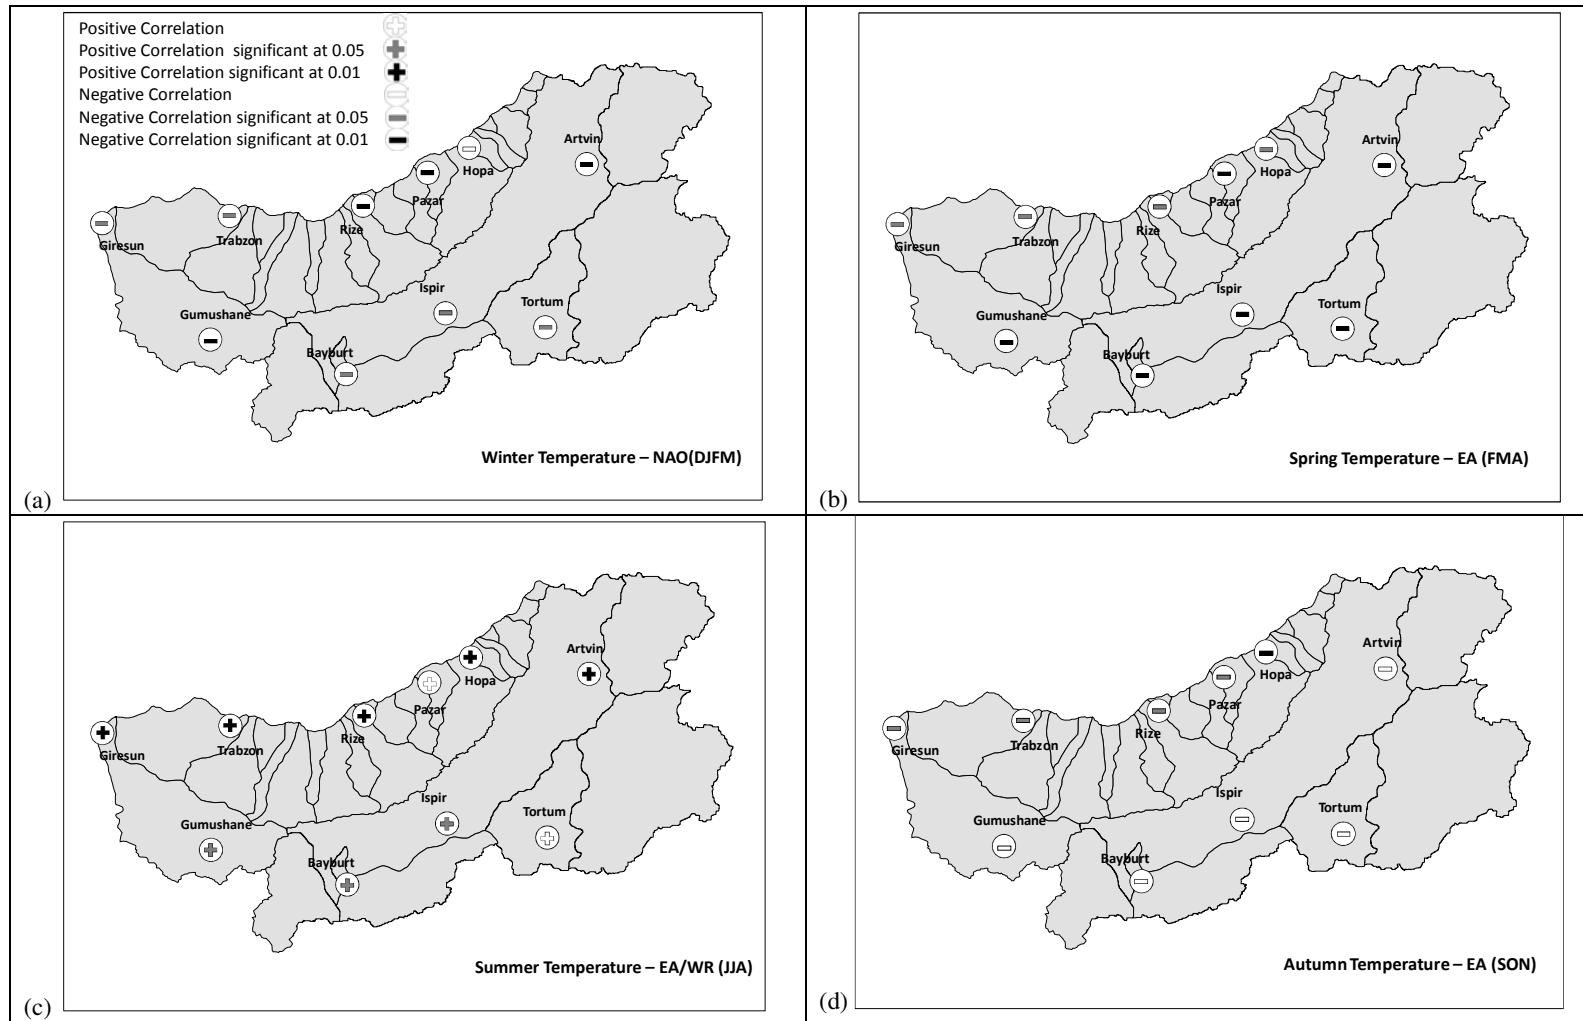 Positive Correlation
Positive Correlation significant at 0.05
Positive Correlation significant at 0.01
Negative Correlation
Negative Correlation significant at 0.05
Negative Correlation significant at 0.01
Artvin
Hopa
Pazar
Rize
Trabzon
Giresun
Ispir
Tortum
Gumushane
Bayburt
Winter Temperature – NAO(DJFM)
(a)
Artvin
Hopa
Pazar
Rize
Trabzon
Giresun
Ispir
Tortum
Gumushane
Bayburt
Spring Temperature – EA (FMA)
(b)
Artvin
Hopa
Pazar
Rize
Trabzon
Giresun
Ispir
Tortum
Gumushane
Bayburt
Summer Temperature – EA/WR (JJA)
(c)
Artvin
Hopa
Pazar
Rize
Trabzon
Giresun
Ispir
Tortum
Gumushane
Bayburt
Autumn Temperature – EA (SON)
(d)